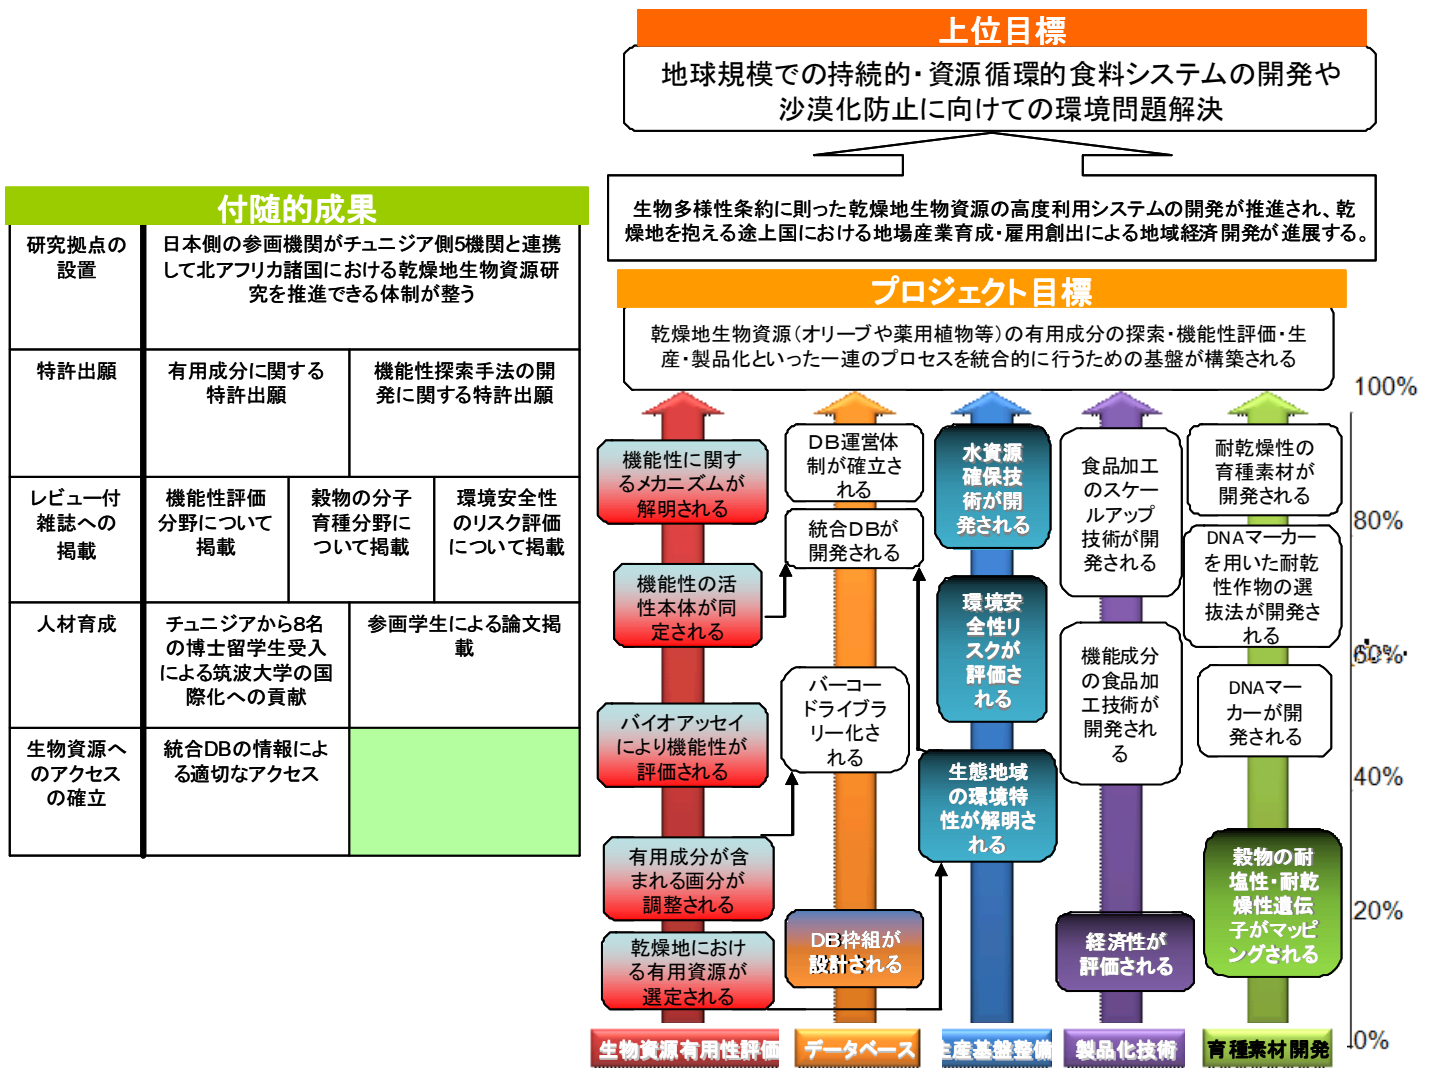 上位目標
地球規模での持続的・資源循環的食料システムの開発や
沙漠化防止に向けての環境問題解決
生物多様性条約に則った乾燥地生物資源の高度利用システムの開発が推進され、乾
燥地を抱える途上国における地場産業育成・雇用創出による地域経済開発が進展する。
付随的成果
研究拠点の
設置
日本側の参画機関がチュニジア側5機関と連携
して北アフリカ諸国における乾燥地生物資源研
究を推進できる体制が整う
特許出願
有用成分に関する
特許出願
機能性探索手法の開
発に関する特許出願
レビュー付
雑誌への
掲載
機能性評価
分野について
掲載
穀物の分子
育種分野に
ついて掲載
環境安全性
のリスク評価
について掲載
人材育成
チュニジアから8名
の博士留学生受入
による筑波大学の国
際化への貢献
参画学生による論文掲
載
生物資源へ
のアクセス
の確立
統合DBの情報によ
る適切なアクセス
プロジェクト目標
乾燥地生物資源(オリーブや薬用植物等)の有用成分の探索・機能性評価・生
産・製品化といった一連のプロセスを統合的に行うための基盤が構築される
機能性に関す
るメカニズムが
解明される
機能性の活
性本体が同
定される
バイオアッセイ
により機能性が
評価される
有用成分が含
まれる画分が
調整される
乾燥地におけ
る有用資源が
選定される
生物資源有用性評価
DB運営体
制が確立さ
れる
統合DBが
開発される
バーコー
ドライブラ
リー化さ
れる
DB枠組が
設計される
データベース
水資源
確保技
術が開
発される
環境安
全性リ
スクが
評価さ
れる
生態地域
の環境特
性が解明さ
れる
生産基盤整備
食品加工
のスケー
ルアップ
技術が開
発される
機能成分
の食品加
工技術が
開発され
る
経済性が
評価される
製品化技術
耐乾燥性の
育種素材が
開発される
DNAマーカー
を用いた耐乾
性作物の選
抜法が開発さ
れる
DNAマー
カーが開
発される
穀物の耐
塩性・耐乾
燥性遺伝
子がマッピ
ングされる
育種素材開発
100%
80%
60%
40%
20%
0%